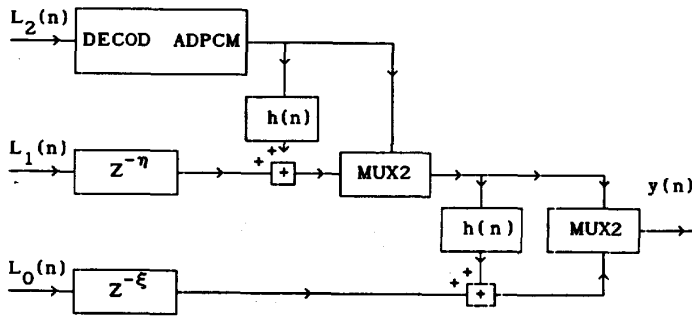 L₂(n)
DECOD ADPCM
h(n)
+
L₁(n)
Z⁻ᶯ
+
+
MUX2
y(n)
h(n)
MUX2
+
L₀(n)
Z⁻ᶓ
+
+